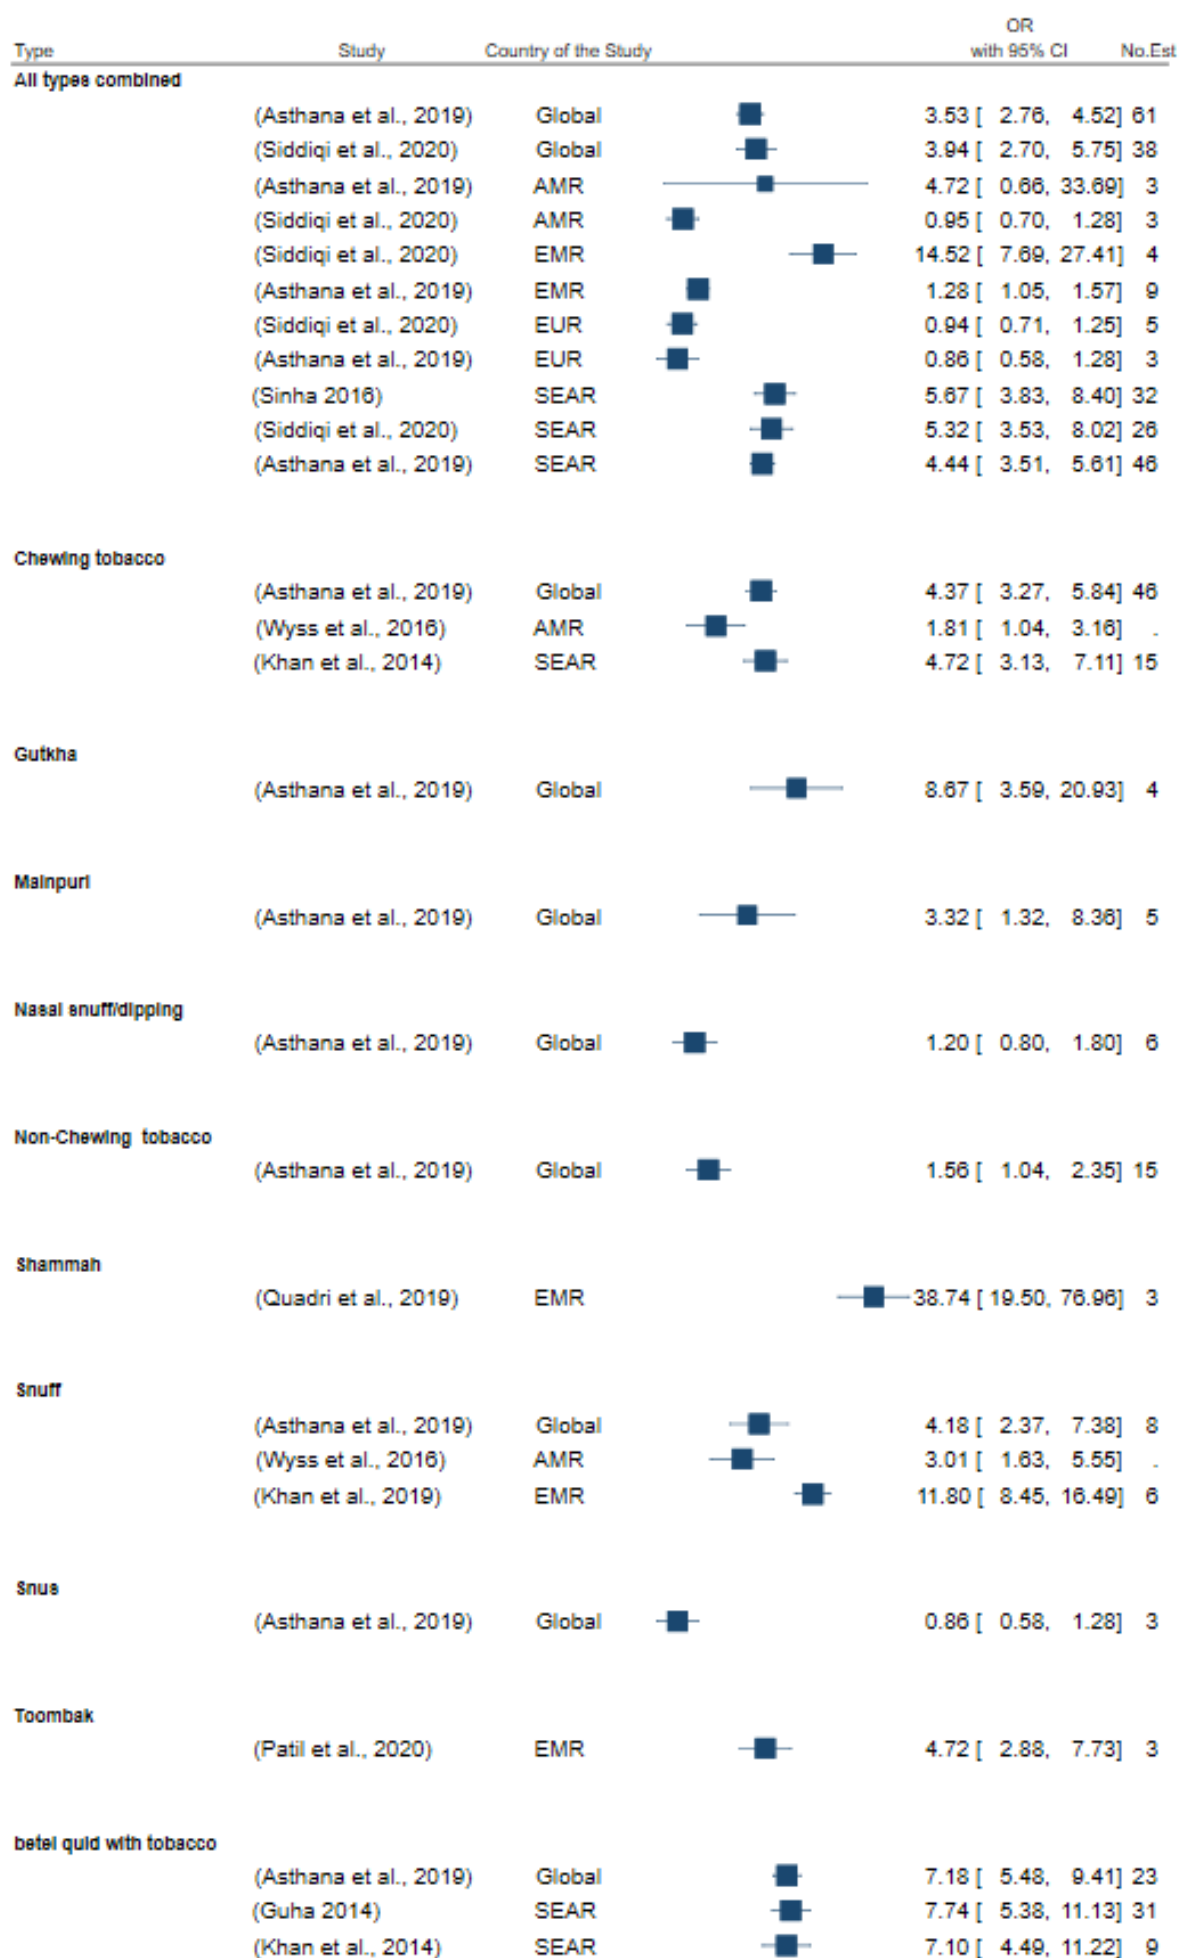 OR
Type Study Country of the Study with 95% CI No.Est
All types combined
(Asthana et al., 2019) Global 3.53 [ 2.76, 4.52] 61
(Siddiqi et al., 2020) Global 3.94 [ 2.70, 5.75] 38
(Asthana et al., 2019) AMR 4.72 [ 0.66, 33.69] 3
(Siddiqi et al., 2020) AMR 0.95 [ 0.70, 1.28] 3
(Siddiqi et al., 2020) EMR 14.52 [ 7.69, 27.41] 4
(Asthana et al., 2019) EMR 1.28 [ 1.05, 1.57] 9
(Siddiqi et al., 2020) EUR 0.94 [ 0.71, 1.25] 5
(Asthana et al., 2019) EUR 0.86 [ 0.58, 1.28] 3
(Sinha 2016) SEAR 5.67 [ 3.83, 8.40] 32
(Siddiqi et al., 2020) SEAR 5.32 [ 3.53, 8.02] 26
(Asthana et al., 2019) SEAR 4.44 [ 3.51, 5.61] 46
Chewing tobacco
(Asthana et al., 2019) Global 4.37 [ 3.27, 5.84] 46
(Wyss et al., 2016) AMR 1.81 [ 1.04, 3.16] .
(Khan et al., 2014) SEAR 4.72 [ 3.13, 7.11] 15
Gutkha
(Asthana et al., 2019) Global 8.67 [ 3.59, 20.93] 4
Mainpuri
(Asthana et al., 2019) Global 3.32 [ 1.32, 8.36] 5
Nasal snuff/dipping
(Asthana et al., 2019) Global 1.20 [ 0.80, 1.80] 6
Non-Chewing tobacco
(Asthana et al., 2019) Global 1.56 [ 1.04, 2.35] 15
Shammah
(Quadri et al., 2019) EMR 38.74 [ 19.50, 76.96] 3
Snuff
(Asthana et al., 2019) Global 4.18 [ 2.37, 7.38] 8
(Wyss et al., 2016) AMR 3.01 [ 1.63, 5.55] .
(Khan et al., 2019) EMR 11.80 [ 8.45, 16.49] 6
Snus
(Asthana et al., 2019) Global 0.86 [ 0.58, 1.28] 3
Toombak
(Patil et al., 2020) EMR 4.72 [ 2.88, 7.73] 3
betel quid with tobacco
(Asthana et al., 2019) Global 7.18 [ 5.48, 9.41] 23
(Guha 2014) SEAR 7.74 [ 5.38, 11.13] 31
(Khan et al., 2014) SEAR 7.10 [ 4.49, 11.22] 9